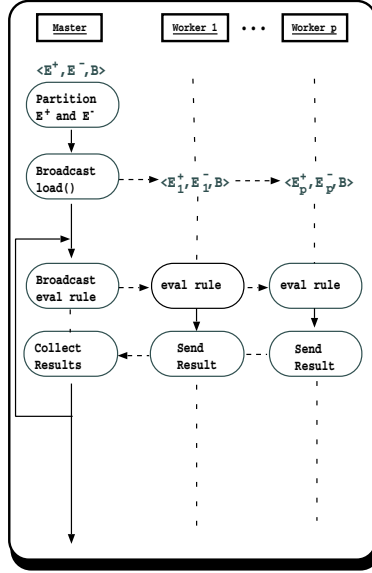 Master
Worker 1
• • •
Worker p
<E⁺,E⁻,B>
Partition
E⁺ and E⁻
Broadcast
load()
<E₁⁺,E₁⁻,B>
<Eₚ⁺,Eₚ⁻,B>
Broadcast
eval rule
eval rule
eval rule
Collect
Results
Send
Result
Send
Result